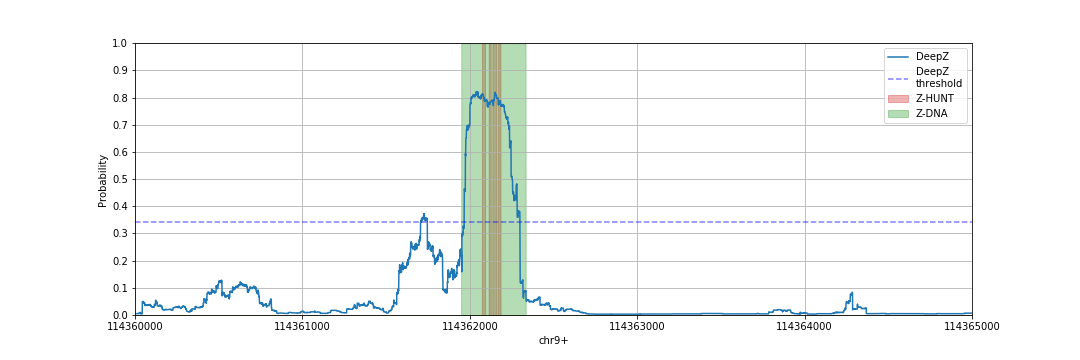 1.0
0.9
0.8
0.7
0.6
0.5
0.4
0.3
0.2
0.1
0.0
Probability
114360000 114361000 114362000 114363000 114364000 114365000
chr9+
DeepZ
DeepZ
threshold
Z-HUNT
Z-DNA